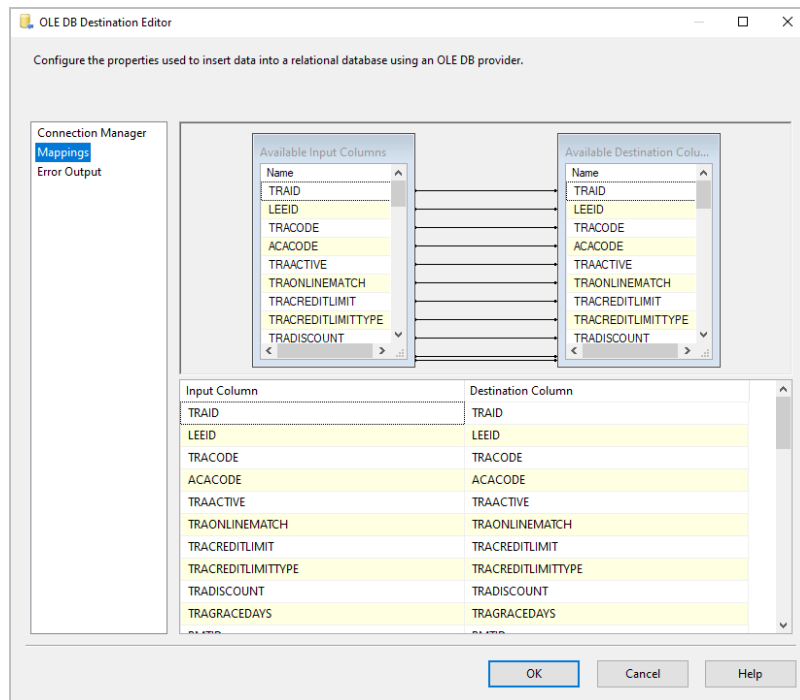 OLE DB Destination Editor
Configure the properties used to insert data into a relational database using an OLE DB provider.
Connection Manager
Mappings
Error Output
Available Input Columns
Name
TRAID
LEEID
TRACODE
ACACODE
TRAACTIVE
TRAONLINEMATCH
TRACREDITLIMIT
TRACREDITLIMITTYPE
TRADISCOUNT
Available Destination Colu...
Name
TRAID
LEEID
TRACODE
ACACODE
TRAACTIVE
TRAONLINEMATCH
TRACREDITLIMIT
TRACREDITLIMITTYPE
TRADISCOUNT
Input Column Destination Column
TRAID TRAID
LEEID LEEID
TRACODE TRACODE
ACACODE ACACODE
TRAACTIVE TRAACTIVE
TRAONLINEMATCH TRAONLINEMATCH
TRACREDITLIMIT TRACREDITLIMIT
TRACREDITLIMITTYPE TRACREDITLIMITTYPE
TRADISCOUNT TRADISCOUNT
TRAGRACEDAYS TRAGRACEDAYS
OK Cancel Help